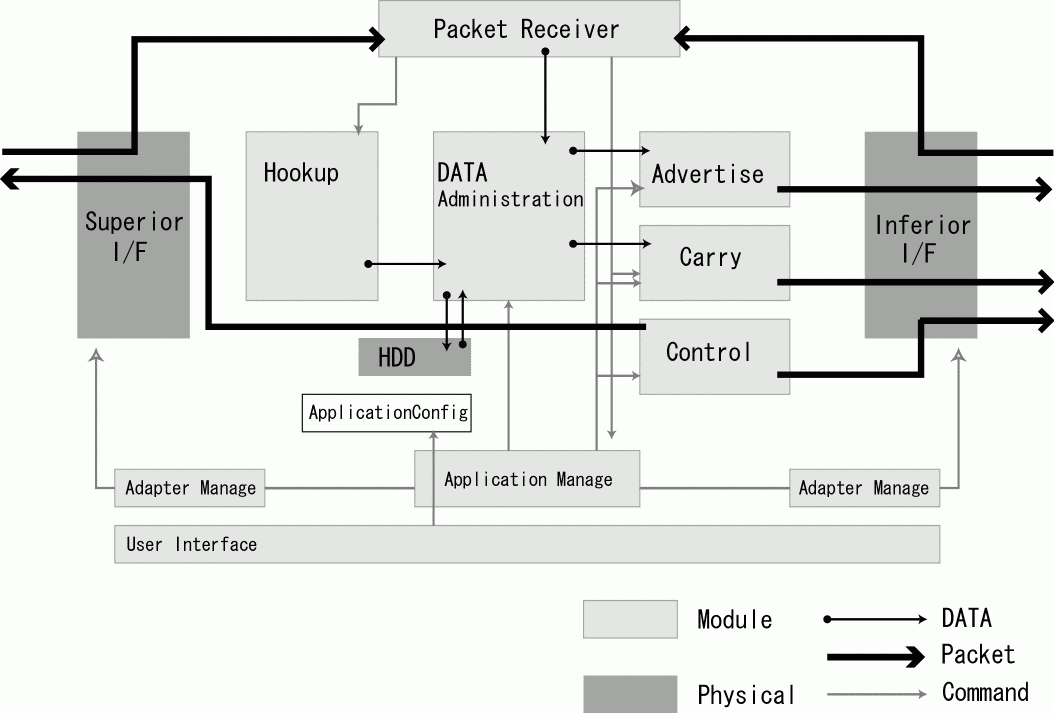 Packet Receiver
Hookup
DATA
Administration
Advertise
Superior
I/F
Inferior
I/F
Carry
HDD
Control
ApplicationConfig
Adapter Manage
Application Manage
Adapter Manage
User Interface
Module
DATA
Packet
Physical
Command